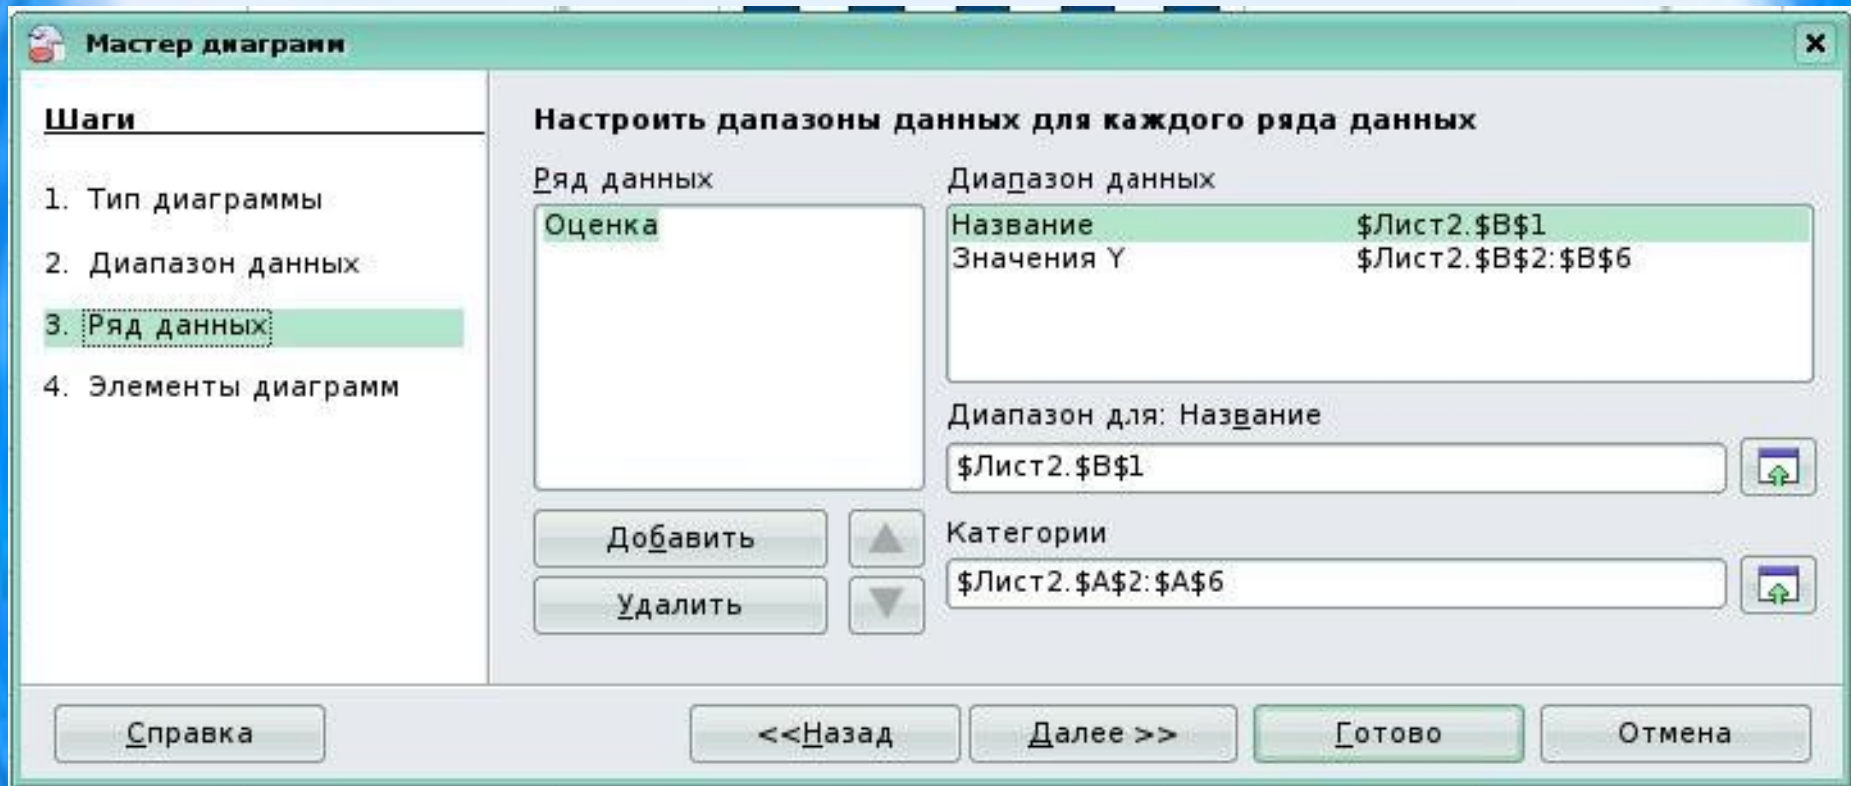 Мастер диаграмм
Шаги
1. Тип диаграммы
2. Диапазон данных
3. Ряд данных
4. Элементы диаграмм
Настроить дапазоны данных для каждого ряда данных
Ряд данных
Оценка
Добавить
Удалить
Диапазон данных
Название $Лист2.$B$1
Значения Y $Лист2.$B$2:$B$6
Диапазон для: Название
$Лист2.$B$1
Категории
$Лист2.$A$2:$A$6
Справка
<<Назад
Далее >>
Готово
Отмена